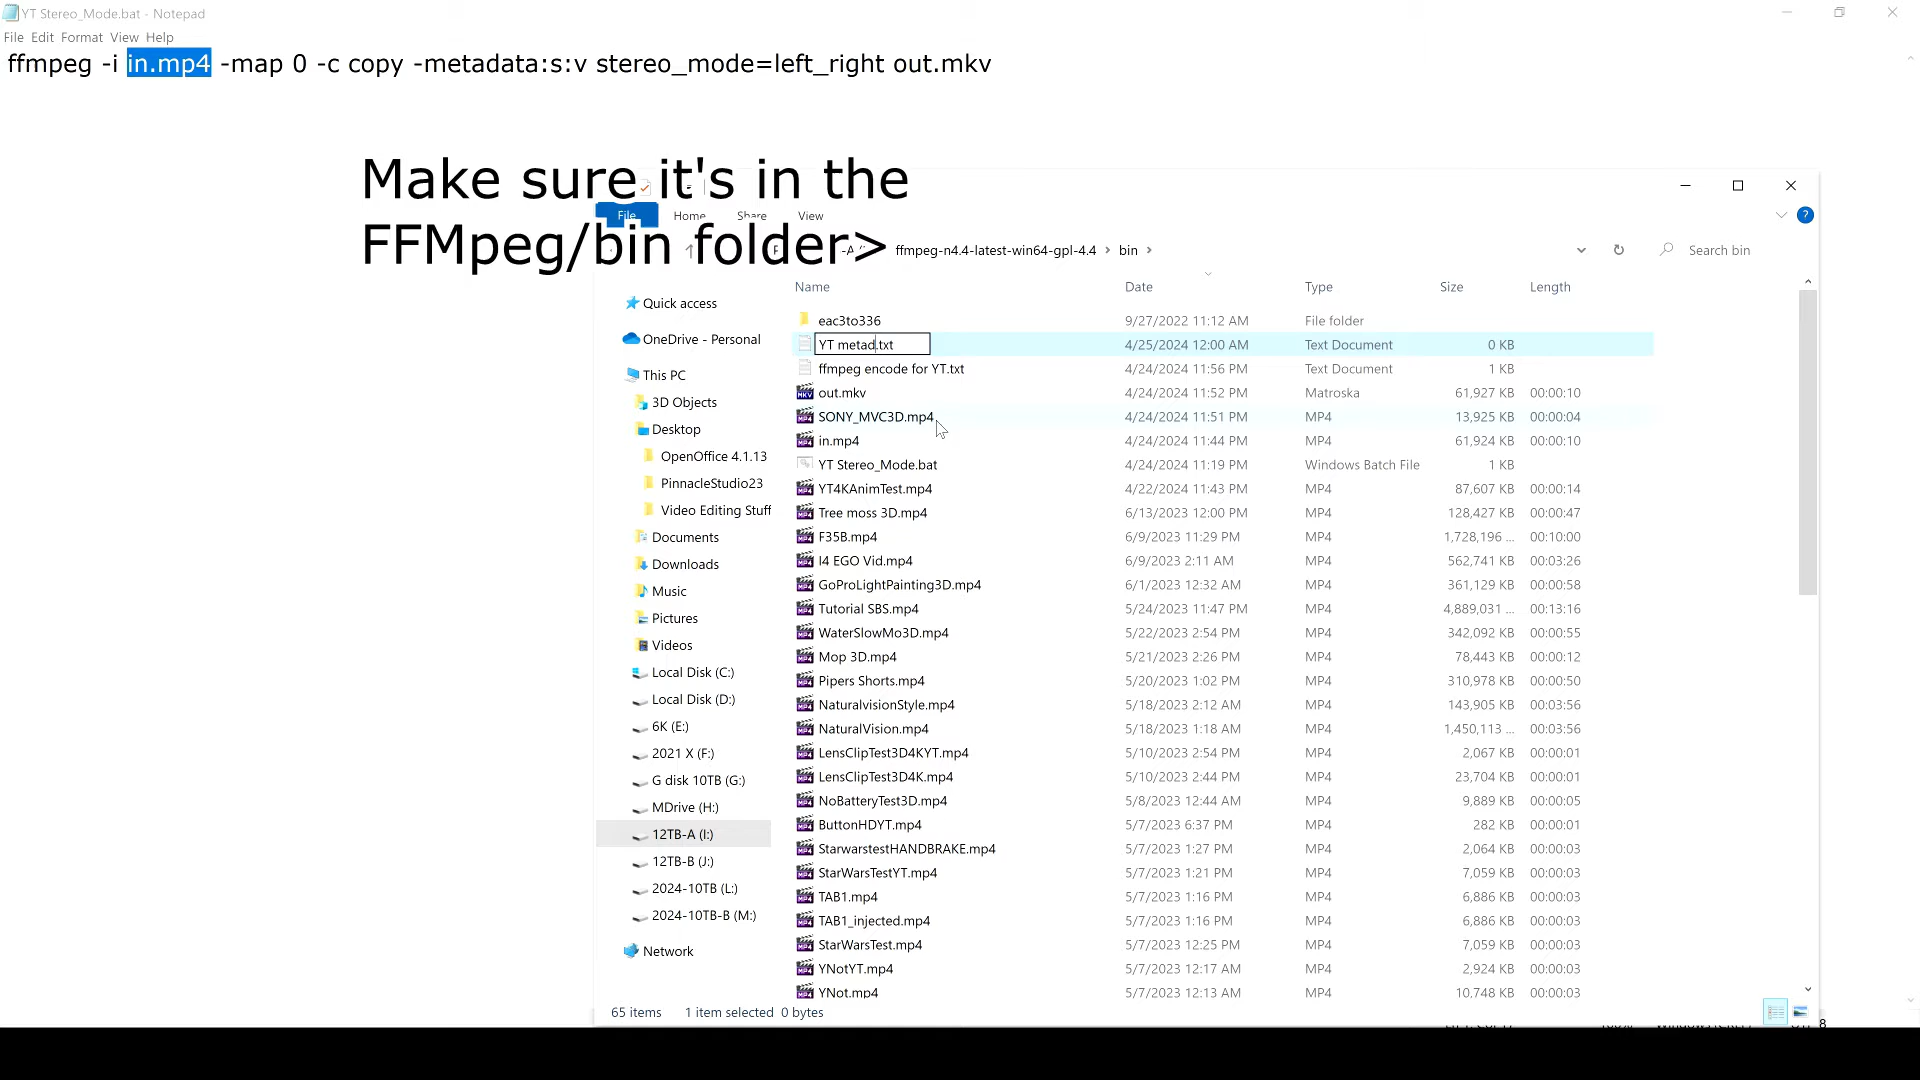 YT Stereo_Mode.bat - Notepad
File Edit Format View Help
ffmpeg -i in.mp4 -map 0 -c copy -metadata:s:v stereo_mode=left_right out.mkv
Make sure it's in the
FFMpeg/bin folder>
File Home Share View
ffmpeg-n4.4-latest-win64-gpl-4.4 > bin > Search bin
Name Date Type Size Length
Quick access
OneDrive - Personal
This PC
3D Objects
Desktop
OpenOffice 4.1.13
PinnacleStudio23
Video Editing Stuff
Documents
Downloads
Music
Pictures
Videos
Local Disk (C:)
Local Disk (D:)
6K (E:)
2021 X (F:)
G disk 10TB (G:)
MDrive (H:)
12TB-A (I:)
12TB-B (J:)
2024-10TB (L:)
2024-10TB-B (M:)
Network
eac3to336 9/27/2022 11:12 AM File folder
YT metad.txt 4/25/2024 12:00 AM Text Document 0 KB
ffmpeg encode for YT.txt 4/24/2024 11:56 PM Text Document 1 KB
out.mkv 4/24/2024 11:52 PM Matroska 61,927 KB 00:00:10
SONY_MVC3D.mp4 4/24/2024 11:51 PM MP4 13,925 KB 00:00:04
in.mp4 4/24/2024 11:44 PM MP4 61,924 KB 00:00:10
YT Stereo_Mode.bat 4/24/2024 11:19 PM Windows Batch File 1 KB
YT4KAnimTest.mp4 4/22/2024 11:43 PM MP4 87,607 KB 00:00:14
Tree moss 3D.mp4 6/13/2023 12:00 PM MP4 128,427 KB 00:00:47
F35B.mp4 6/9/2023 11:29 PM MP4 1,728,196 ... 00:10:00
I4 EGO Vid.mp4 6/9/2023 2:11 AM MP4 562,741 KB 00:03:26
GoProLightPainting3D.mp4 6/1/2023 12:32 AM MP4 361,129 KB 00:00:58
Tutorial SBS.mp4 5/24/2023 11:47 PM MP4 4,889,031 ... 00:13:16
WaterSlowMo3D.mp4 5/22/2023 2:54 PM MP4 342,092 KB 00:00:55
Mop 3D.mp4 5/21/2023 2:26 PM MP4 78,443 KB 00:00:12
Pipers Shorts.mp4 5/20/2023 1:02 PM MP4 310,978 KB 00:00:50
NaturalvisionStyle.mp4 5/18/2023 2:12 AM MP4 143,905 KB 00:03:56
NaturalVision.mp4 5/18/2023 1:18 AM MP4 1,450,113 ... 00:03:56
LensClipTest3D4KYT.mp4 5/10/2023 2:54 PM MP4 2,067 KB 00:00:01
LensClipTest3D4K.mp4 5/10/2023 2:44 PM MP4 23,704 KB 00:00:01
NoBatteryTest3D.mp4 5/8/2023 12:44 AM MP4 9,889 KB 00:00:05
ButtonHDYT.mp4 5/7/2023 6:37 PM MP4 282 KB 00:00:01
StarwarstestHANDBRAKE.mp4 5/7/2023 1:27 PM MP4 2,064 KB 00:00:03
StarWarsTestYT.mp4 5/7/2023 1:21 PM MP4 7,059 KB 00:00:03
TAB1.mp4 5/7/2023 1:16 PM MP4 6,886 KB 00:00:03
TAB1_injected.mp4 5/7/2023 1:16 PM MP4 6,886 KB 00:00:03
StarWarsTest.mp4 5/7/2023 12:25 PM MP4 7,059 KB 00:00:03
YNotYT.mp4 5/7/2023 12:17 AM MP4 2,924 KB 00:00:03
YNot.mp4 5/7/2023 12:13 AM MP4 10,748 KB 00:00:03
65 items 1 item selected 0 bytes